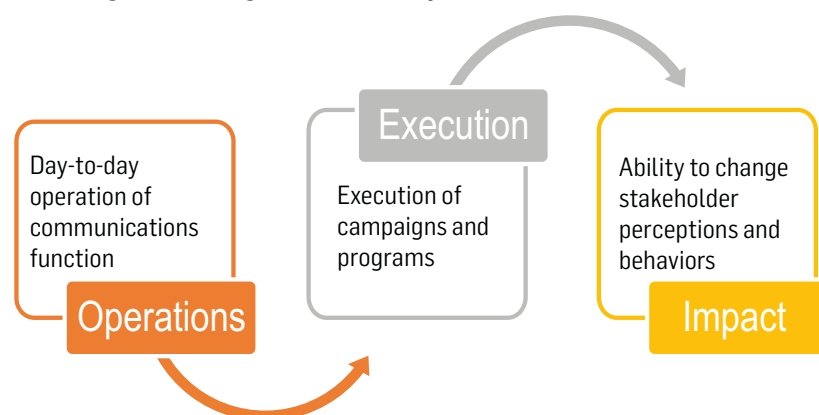 Day-to-day
operation of
communications
function
Operations
Execution
Execution of
campaigns and
programs
Ability to change
stakeholder
perceptions and
behaviors
Impact